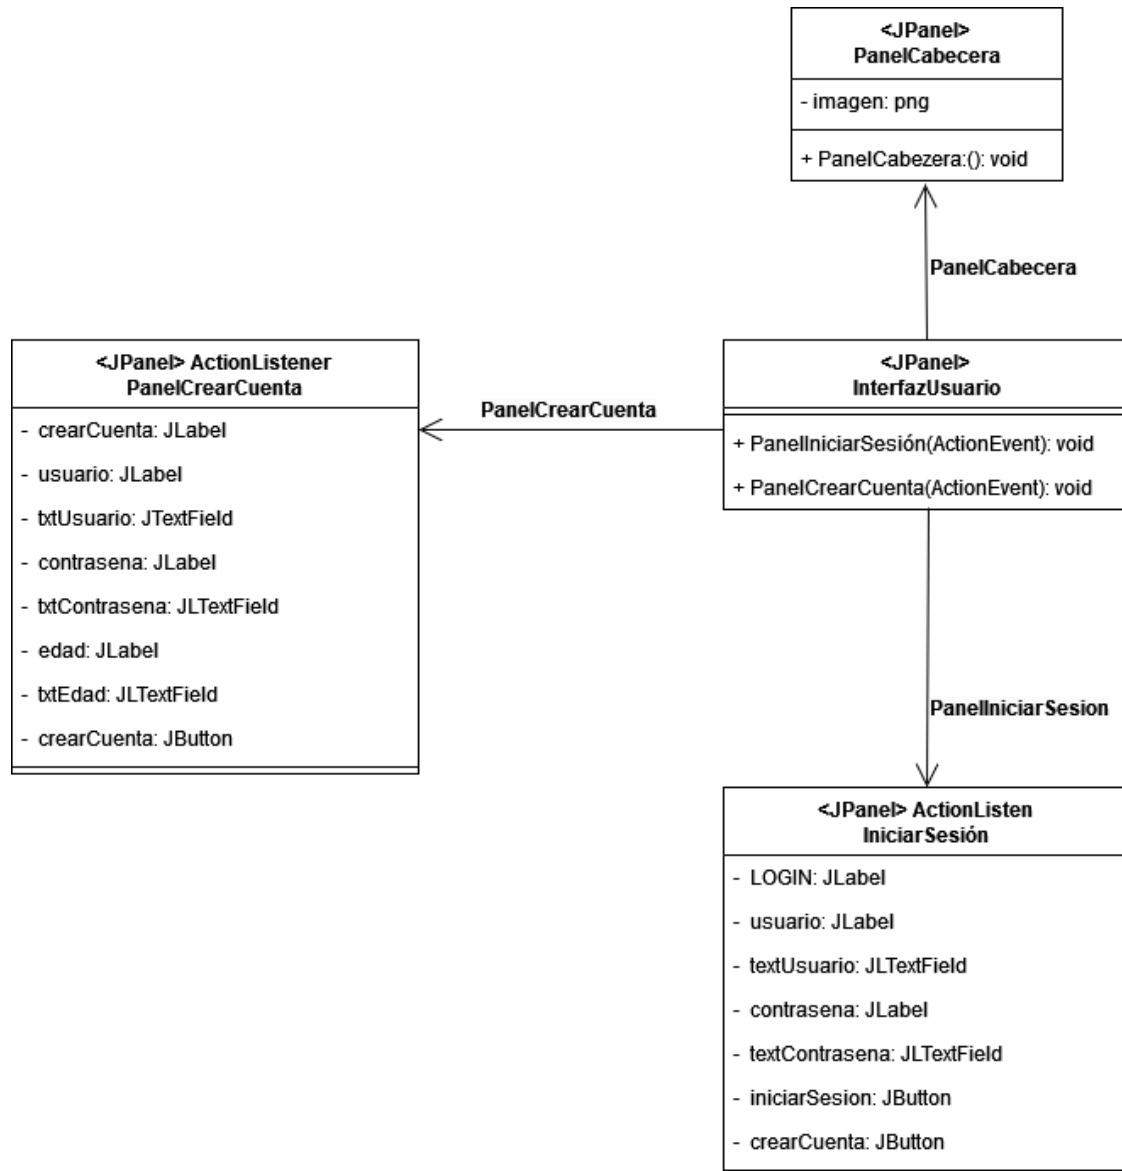 <JPanel>
PanelCabecera
- imagen: png
+ PanelCabezera:(): void
PanelCabecera
<JPanel> ActionListener
PanelCrearCuenta
- crearCuenta: JLabel
- usuario: JLabel
- txtUsuario: JTextField
- contrasena: JLabel
- txtContrasena: JLTextField
- edad: JLabel
- txtEdad: JLTextField
- crearCuenta: JButton
PanelCrearCuenta
<JPanel>
InterfazUsuario
+ PanelIniciarSesión(ActionEvent): void
+ PanelCrearCuenta(ActionEvent): void
PanelIniciarSesion
<JPanel> ActionListen
IniciarSesión
- LOGIN: JLabel
- usuario: JLabel
- textUsuario: JLTextField
- contrasena: JLabel
- textContrasena: JLTextField
- iniciarSesion: JButton
- crearCuenta: JButton